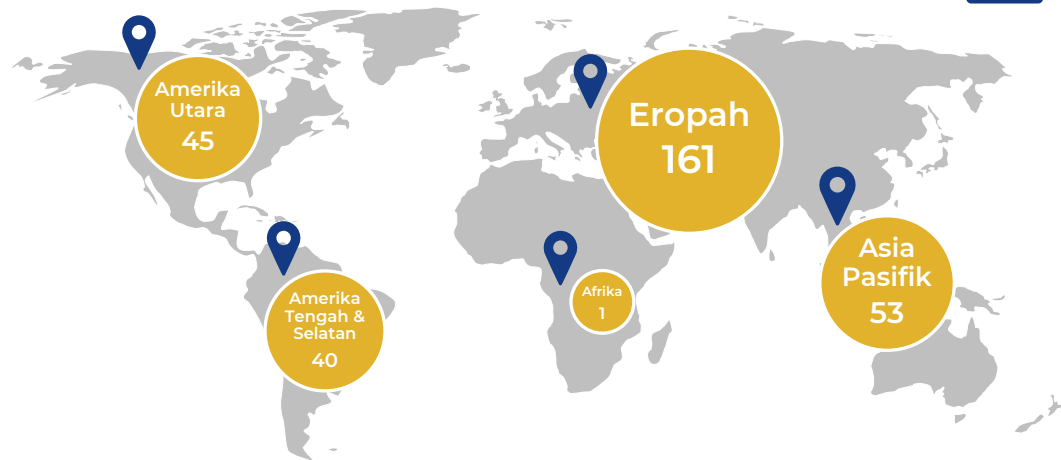 Amerika
Utara
45
Eropah
161
Asia
Pasifik
53
Afrika
1
Amerika
Tengah &
Selatan
40